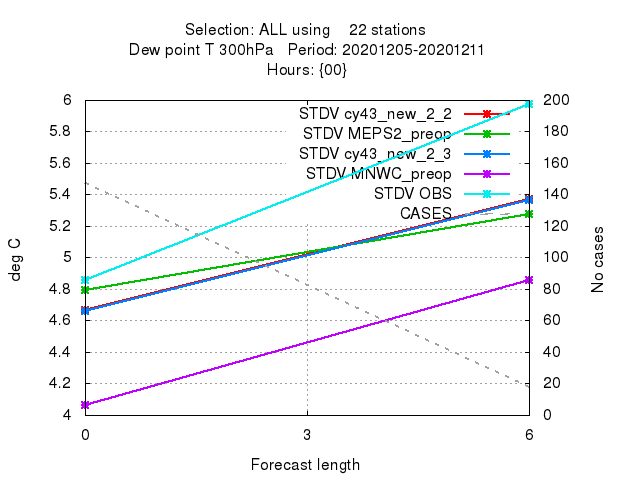 Selection: ALL using 22 stations
Dew point T 300hPa Period: 20201205-20201211
Hours: {00}
STDV cy43_new_2_2
STDV MEPS2_preop
STDV cy43_new_2_3
STDV MNWC_preop
STDV OBS
CASES
6
5.8
5.6
5.4
5.2
5
4.8
4.6
4.4
4.2
4
deg C
200
180
160
140
120
100
80
60
40
20
0
No cases
0 3 6
Forecast length